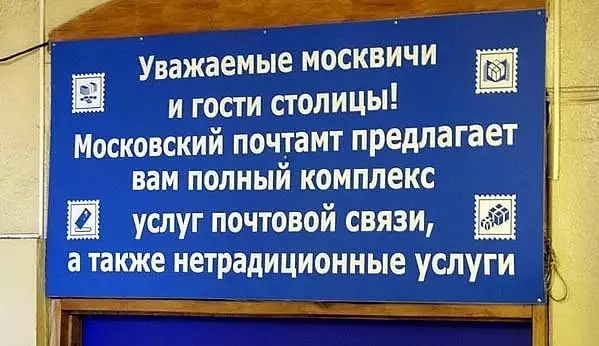 Уважаемые москвичи
и гости столицы!
Московский почтамт предлагает
вам полный комплекс
услуг почтовой связи,
а также нетрадиционные услуги